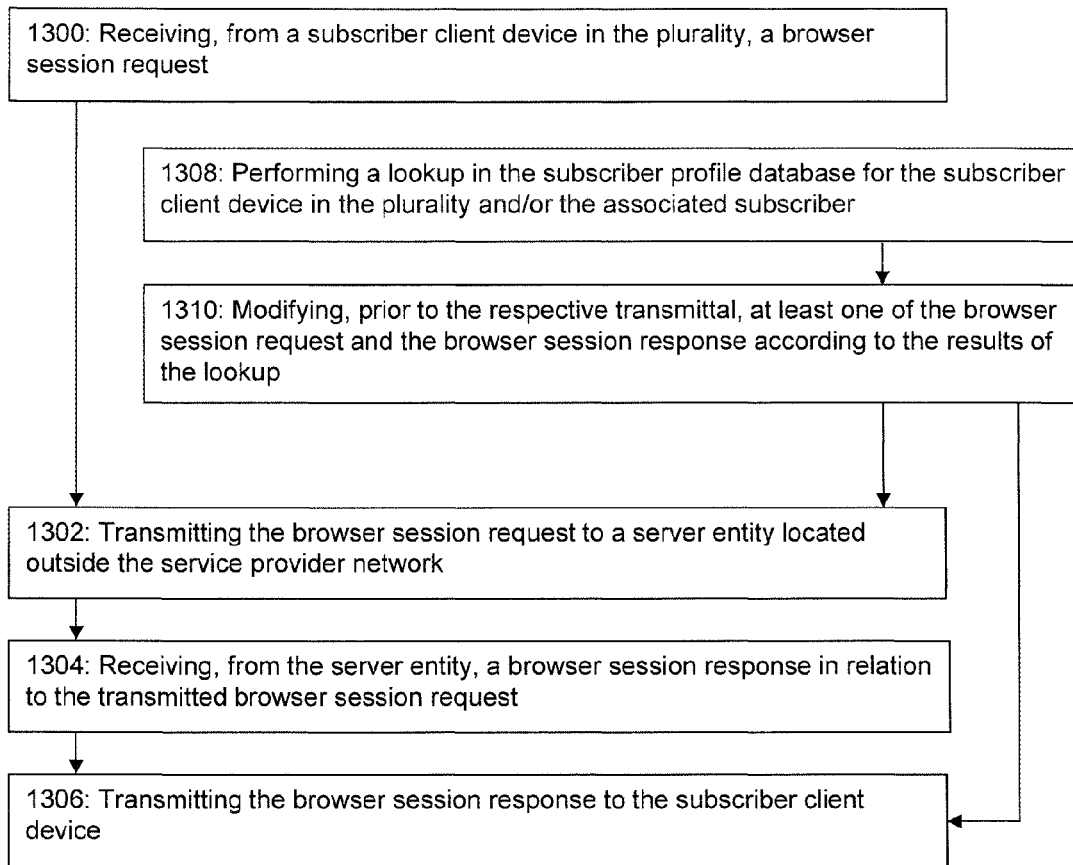 1300: Receiving, from a subscriber client device in the plurality, a browser
session request
1308: Performing a lookup in the subscriber profile database for the subscriber
client device in the plurality and/or the associated subscriber
1310: Modifying, prior to the respective transmittal, at least one of the browser
session request and the browser session response according to the results of
the lookup
1302: Transmitting the browser session request to a server entity located
outside the service provider network
1304: Receiving, from the server entity, a browser session response in relation
to the transmitted browser session request
1306: Transmitting the browser session response to the subscriber client
device